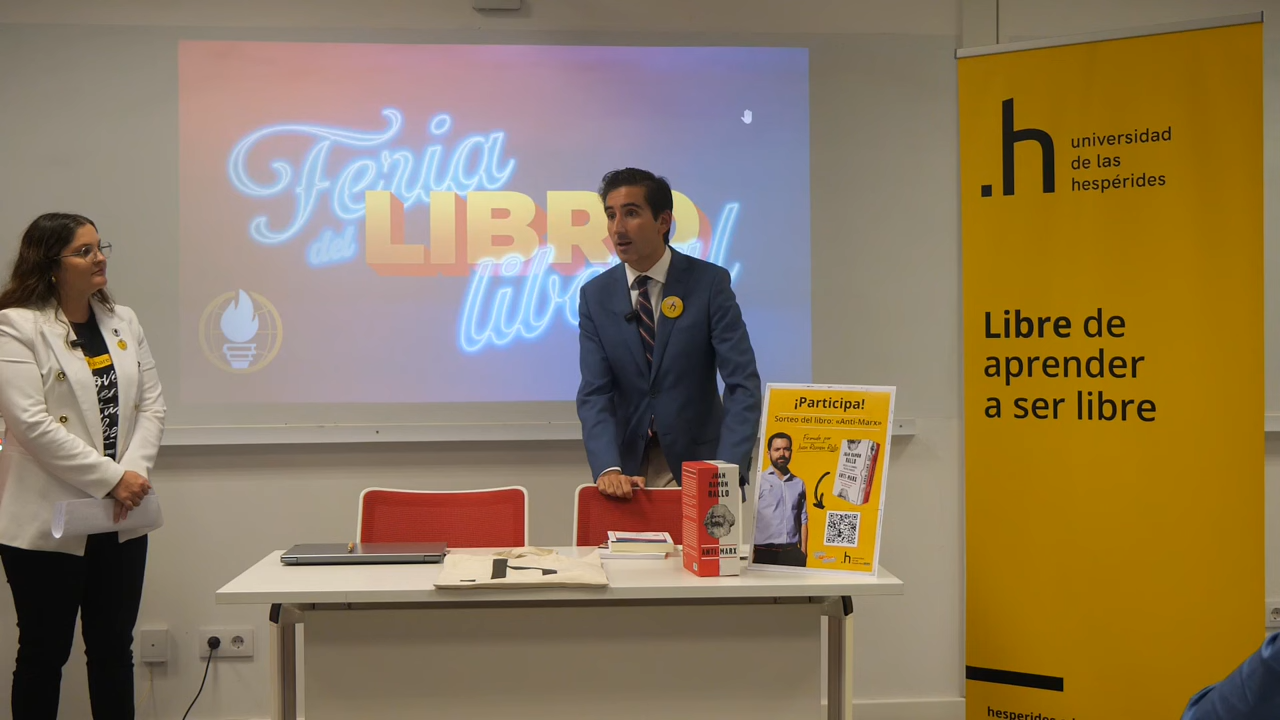 Feria
del LIBRO
.h
universidad
de las
hespérides
Libre de
aprender
a ser libre
¡Participa!
Sorteo del libro: «Anti-Marx»
Firmado por
Juan Ramón Rallo
JUAN
RAMÓN
RALLO
ANTI-MARX
JUAN RAMÓN
RALLO
ANTI-MARX
.h
.h